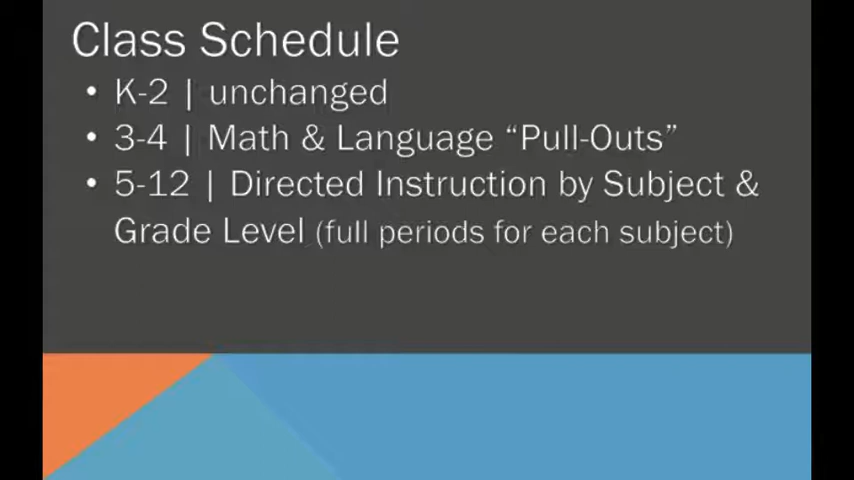 Class Schedule
• K-2 | unchanged
• 3-4 | Math & Language “Pull-Outs”
• 5-12 | Directed Instruction by Subject &
Grade Level (full periods for each subject)